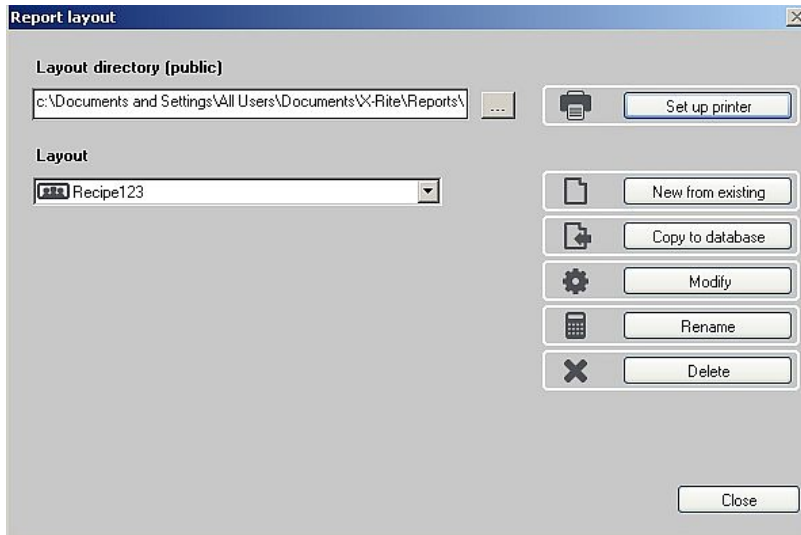 Report layout
Layout directory (public)
c:\Documents and Settings\All Users\Documents\X-Rite\Reports\
...
Set up printer
Layout
Recipe123
New from existing
Copy to database
Modify
Rename
Delete
Close